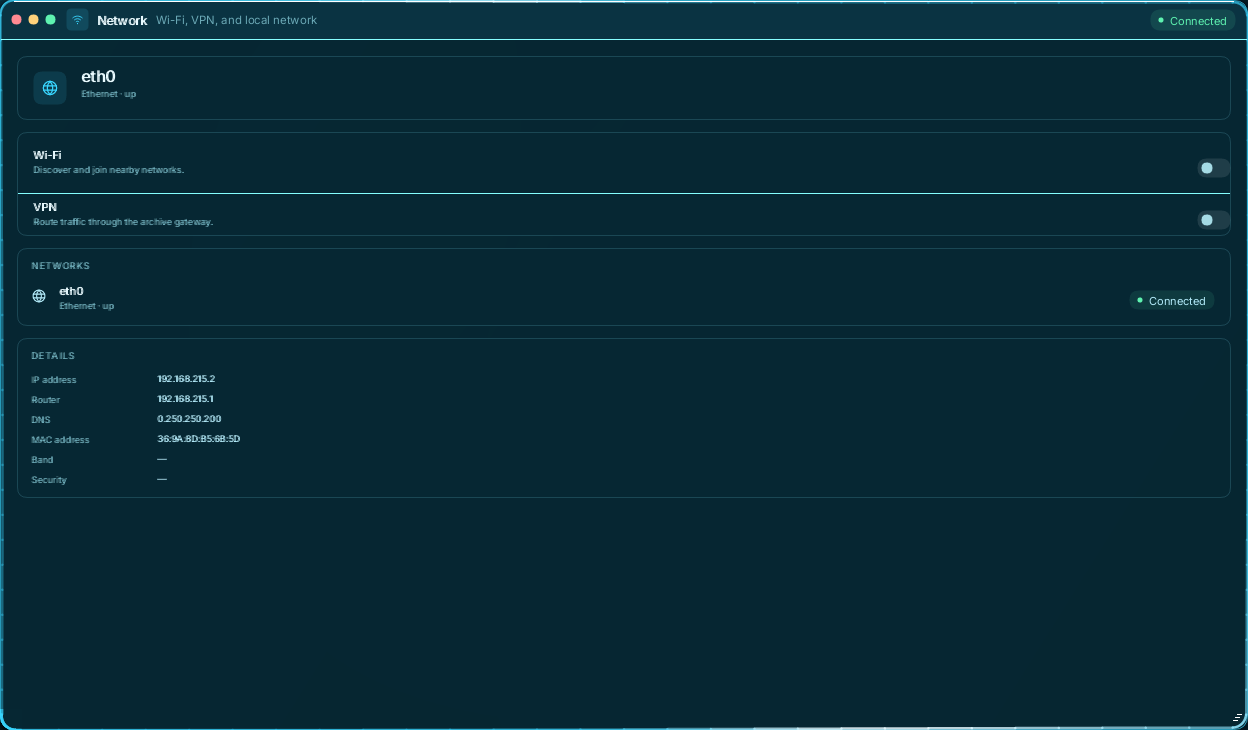 Network Wi-Fi, VPN, and local network Connected
eth0
Ethernet · up
Wi-Fi
Discover and join nearby networks.
VPN
Route traffic through the archive gateway.
NETWORKS
eth0
Ethernet · up
Connected
DETAILS
IP address 192.168.215.2
Router 192.168.215.1
DNS 0.250.250.200
MAC address 36:9A:8D:B5:6B:5D
Band —
Security —